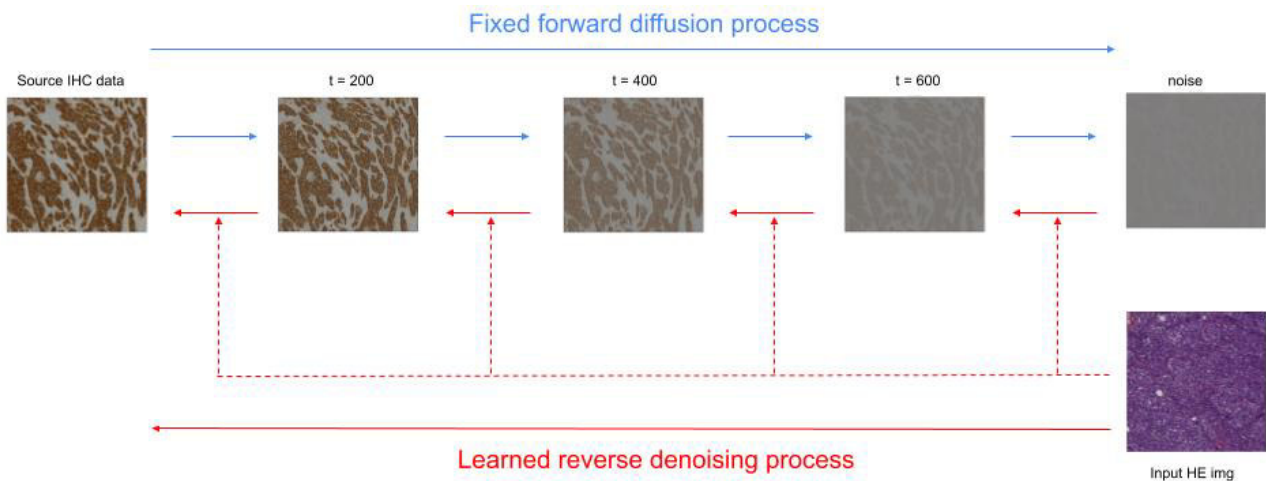 Fixed forward diffusion process
Source IHC data
t = 200
t = 400
t = 600
noise
Learned reverse denoising process
Input HE img